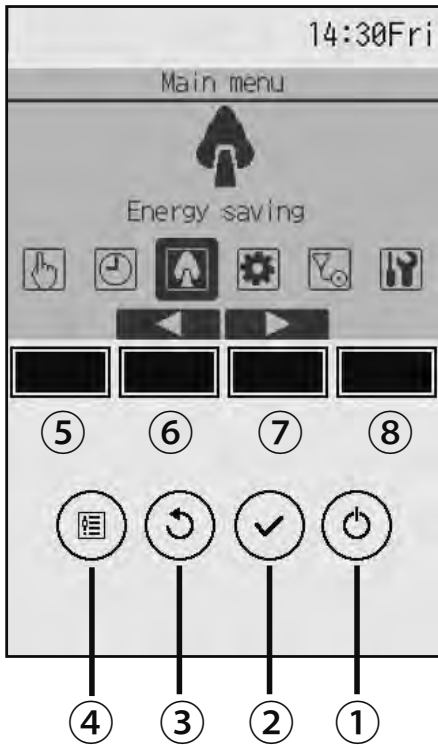 14:30Fri
Main menu
Energy saving
⑤ ⑥ ⑦ ⑧
④ ③ ② ①